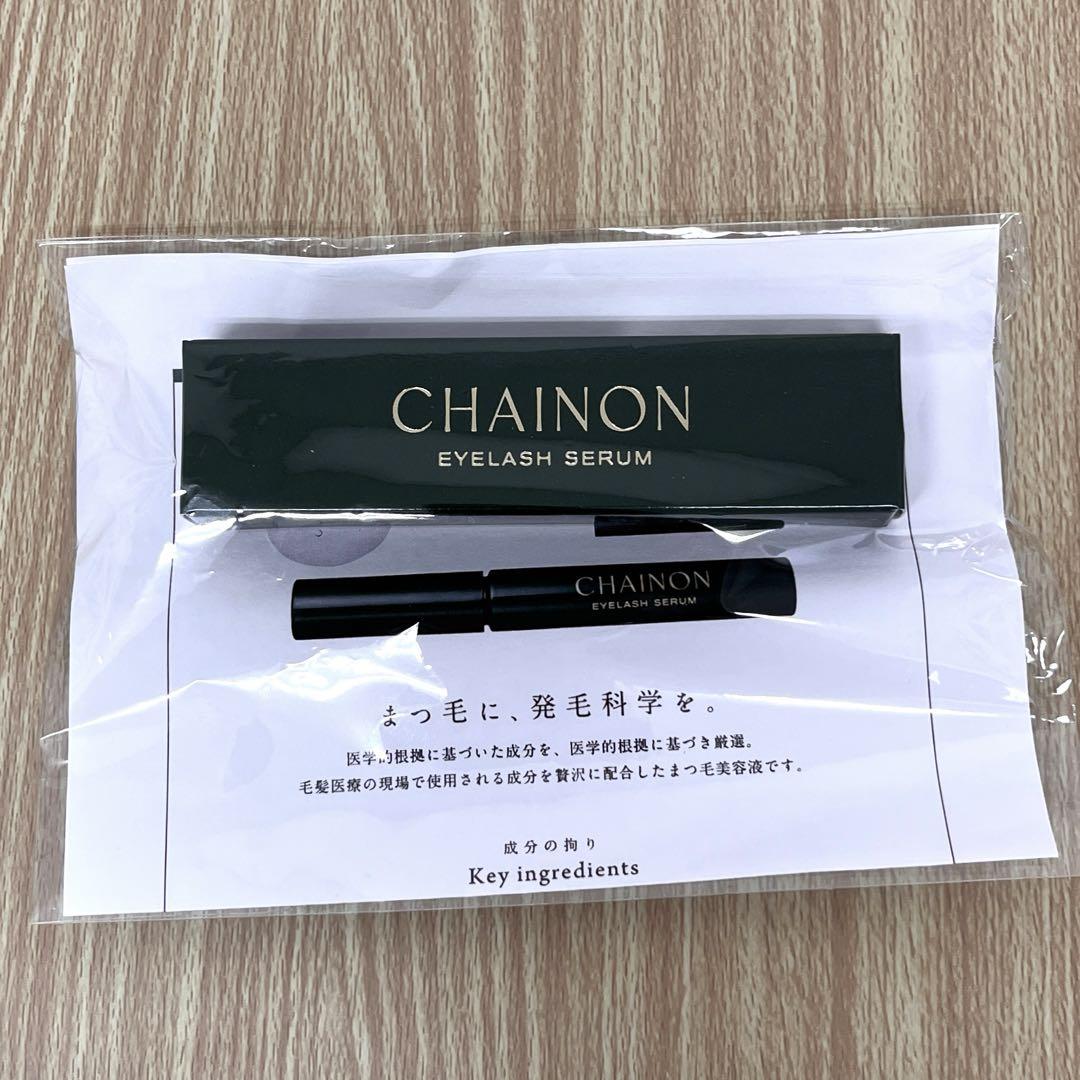 CHAINON
EYELASH SERUM
CHAINON
EYELASH SERUM
まつ毛に、発毛科学を。
医学的根拠に基づいた成分を、医学的根拠に基づき厳選。
毛髪医療の現場で使用される成分を贅沢に配合したまつ毛美容液です。
成分の拘り
Key ingredients